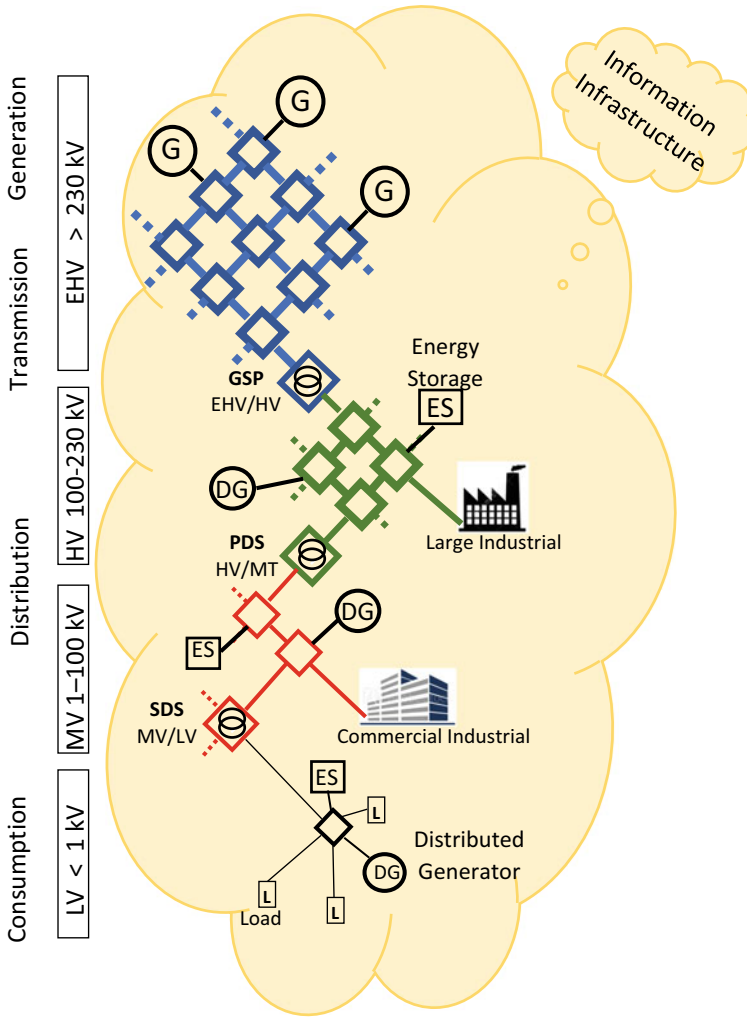 Information
Infrastructure
Generation
Transmission
Distribution
Consumption
EHV > 230 kV
HV 100-230 kV
MV 1–100 kV
LV < 1 kV
G
G
G
GSP
EHV/HV
Energy
Storage
ES
DG
Large Industrial
PDS
HV/MT
DG
ES
SDS
MV/LV
Commercial Industrial
ES
L
Distributed
Generator
DG
L
Load
L